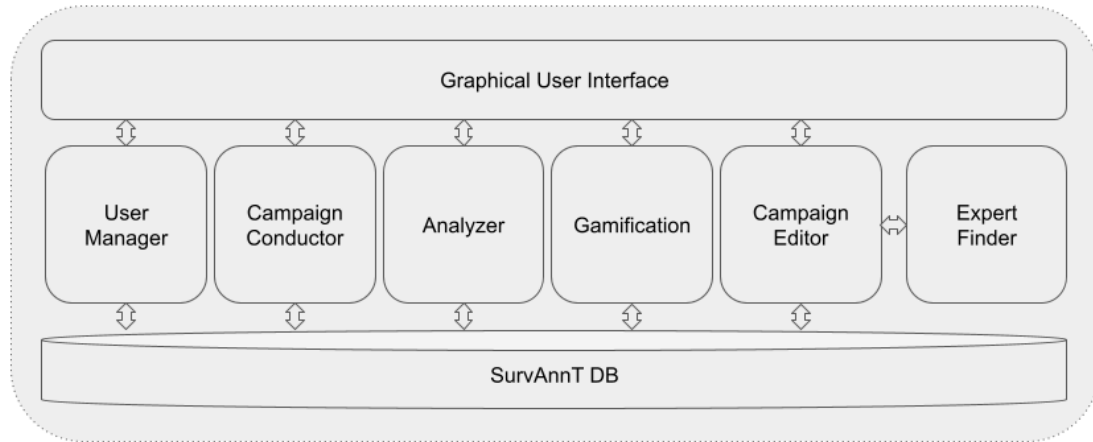 Graphical User Interface
User
Manager
Campaign
Conductor
Analyzer
Gamification
Campaign
Editor
Expert
Finder
SurvAnnT DB